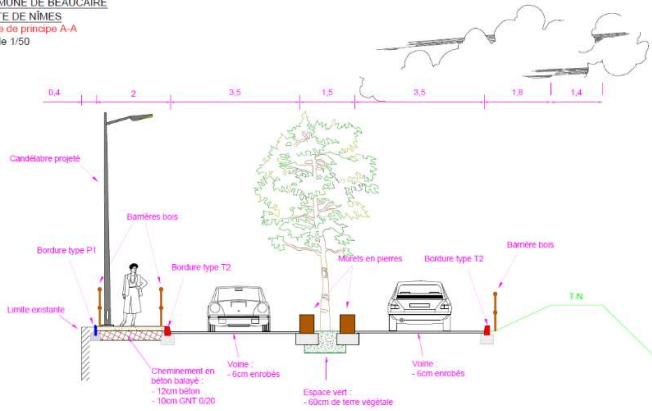 MUNE DE BEAUCAIRE
TE DE NÎMES
e de principe A-A
le 1/50
0,4 2 3,5 1,5 3,5 1,8 1,4
Candélabre projeté
Barrières bois
Bordure type P1
Bordure type T2
Murets en pierres
Bordure type T2
Barrière bois
Limite existante
T.N
Cheminement en
béton balayé :
- 12cm béton
- 10cm GNT 0/20
Voirie :
- 6cm enrobés
Espace vert :
- 60cm de terre végétale
Voirie :
- 6cm enrobés